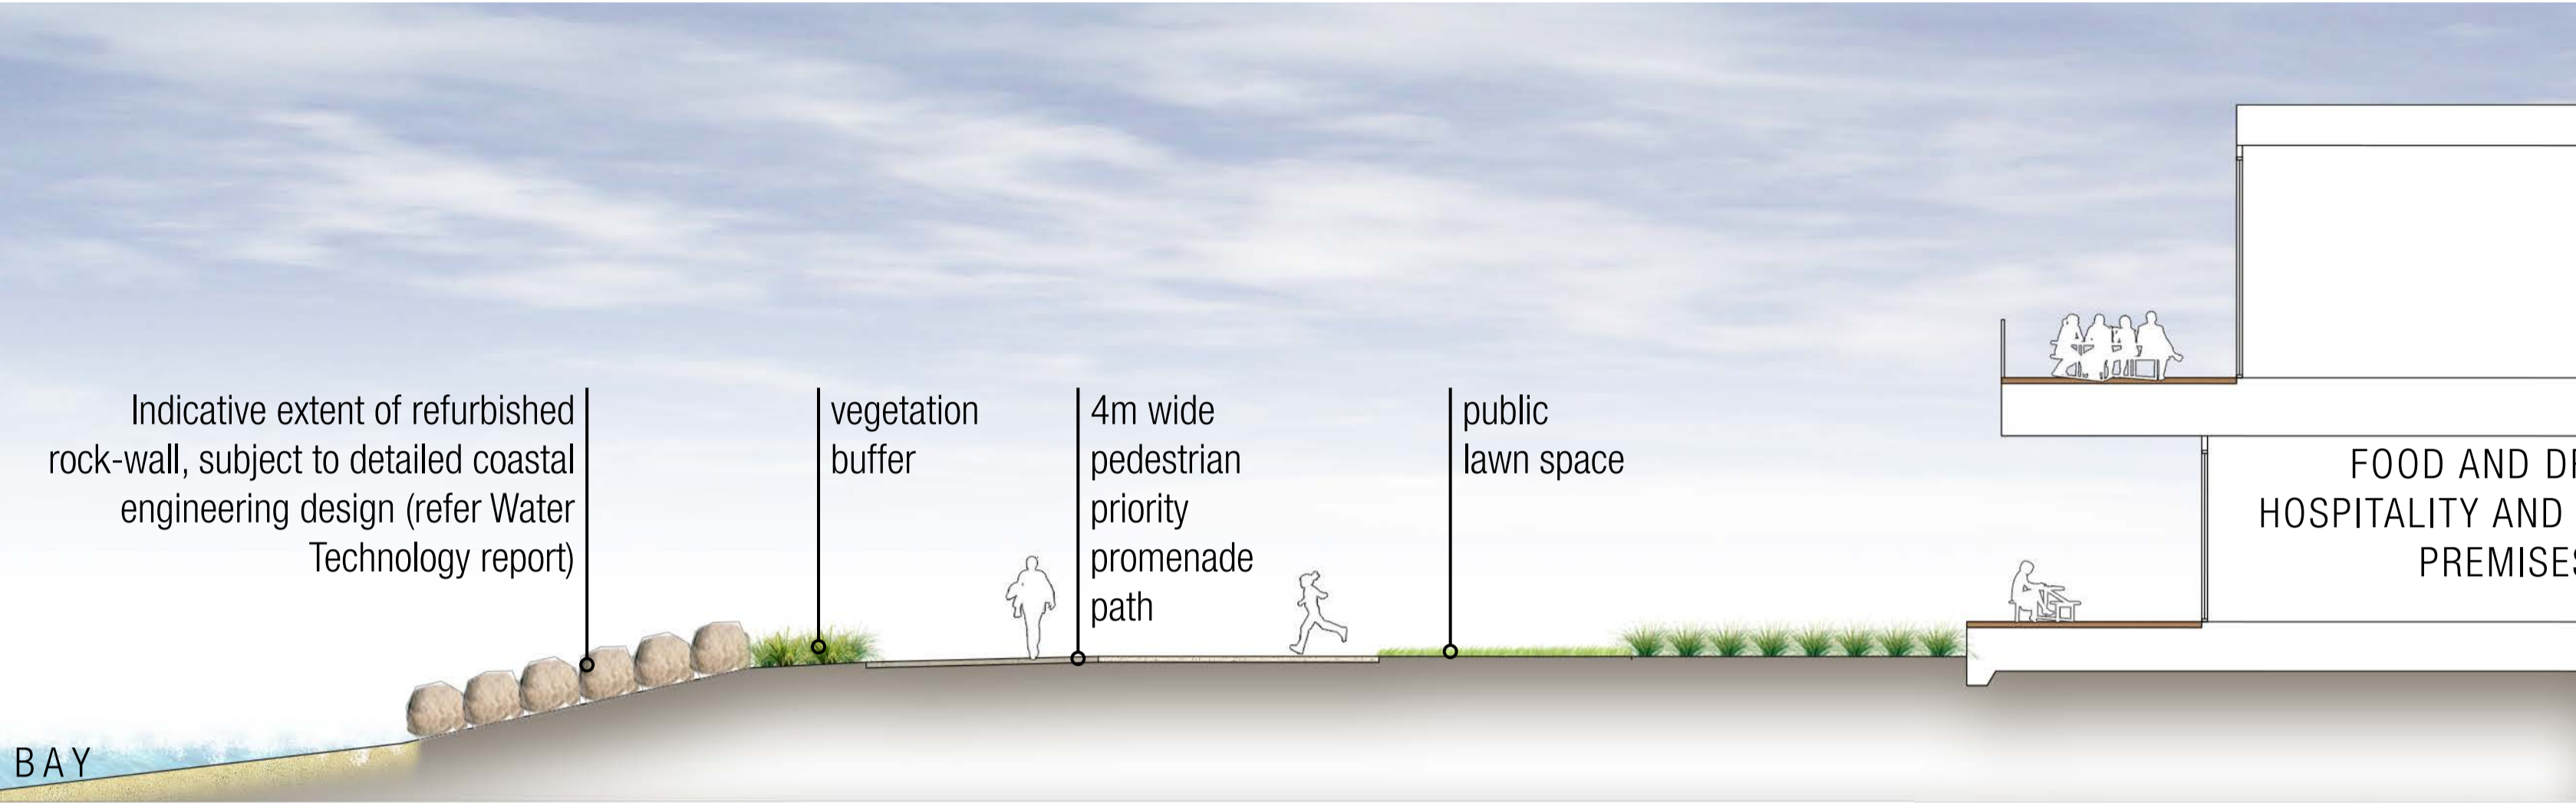 Indicative extent of refurbished
rock-wall, subject to detailed coastal
engineering design (refer Water
Technology report)
vegetation
buffer
4m wide
pedestrian
priority
promenade
path
public
lawn space
FOOD AND
HOSPITALITY AND
PREMISES
BAY